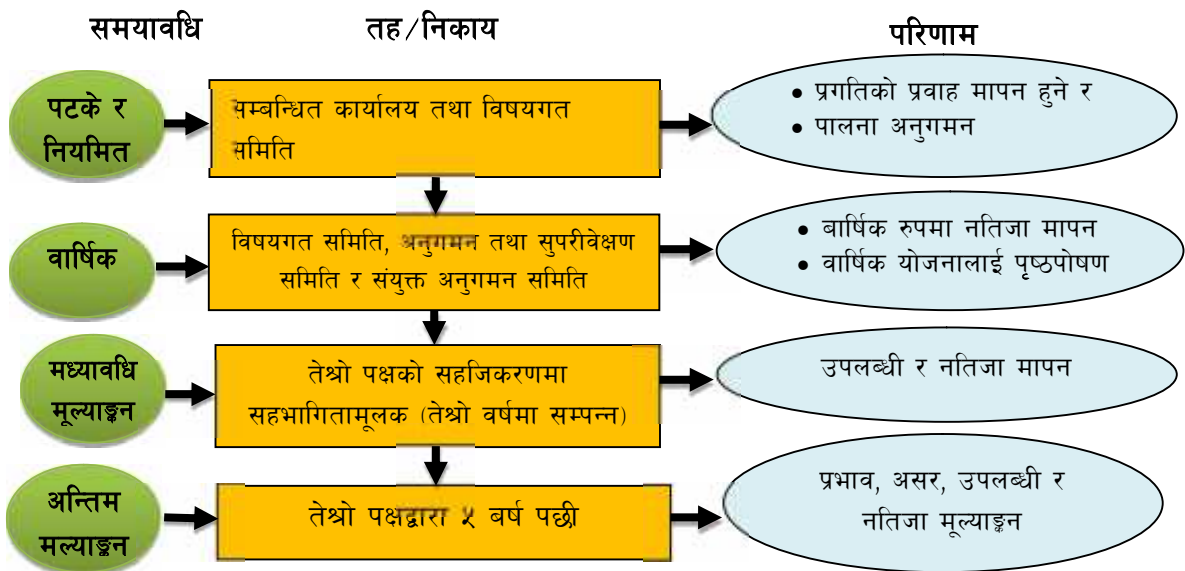 समयावधि तह/निकाय परिणाम
पटके र
नियमित
सम्बन्धित कार्यालय तथा विषयगत
समिति
• प्रगतिको प्रवाह मापन हुने र
• पालना अनुगमन
वार्षिक
विषयगत समिति, अनुगमन तथा सुपरीवेक्षण
समिति र संयुक्त अनुगमन समिति
• बार्षिक रुपमा नतिजा मापन
• वार्षिक योजनालाई पृष्ठपोषण
मध्यावधि
मूल्याङ्कन
तेश्रो पक्षको सहजिकरणमा
सहभागितामूलक (तेश्रो वर्षमा सम्पन्न)
उपलब्धी र नतिजा मापन
अन्तिम
मल्याङ्कन
तेश्रो पक्षद्वारा ५ बर्ष पछी
प्रभाव, असर, उपलब्धी र
नतिजा मूल्याङ्कन